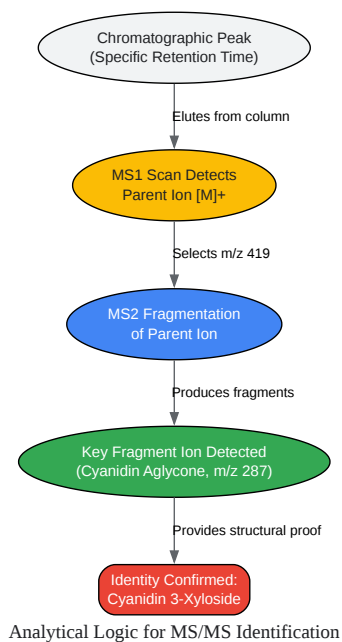 Chromatographic Peak
(Specific Retention Time)
Elutes from column
MS1 Scan Detects
Parent Ion [M]+
Selects m/z 419
MS2 Fragmentation
of Parent Ion
Produces fragments
Key Fragment Ion Detected
(Cyanidin Aglycone, m/z 287)
Provides structural proof
Identity Confirmed:
Cyanidin 3-Xyloside
Analytical Logic for MS/MS Identification